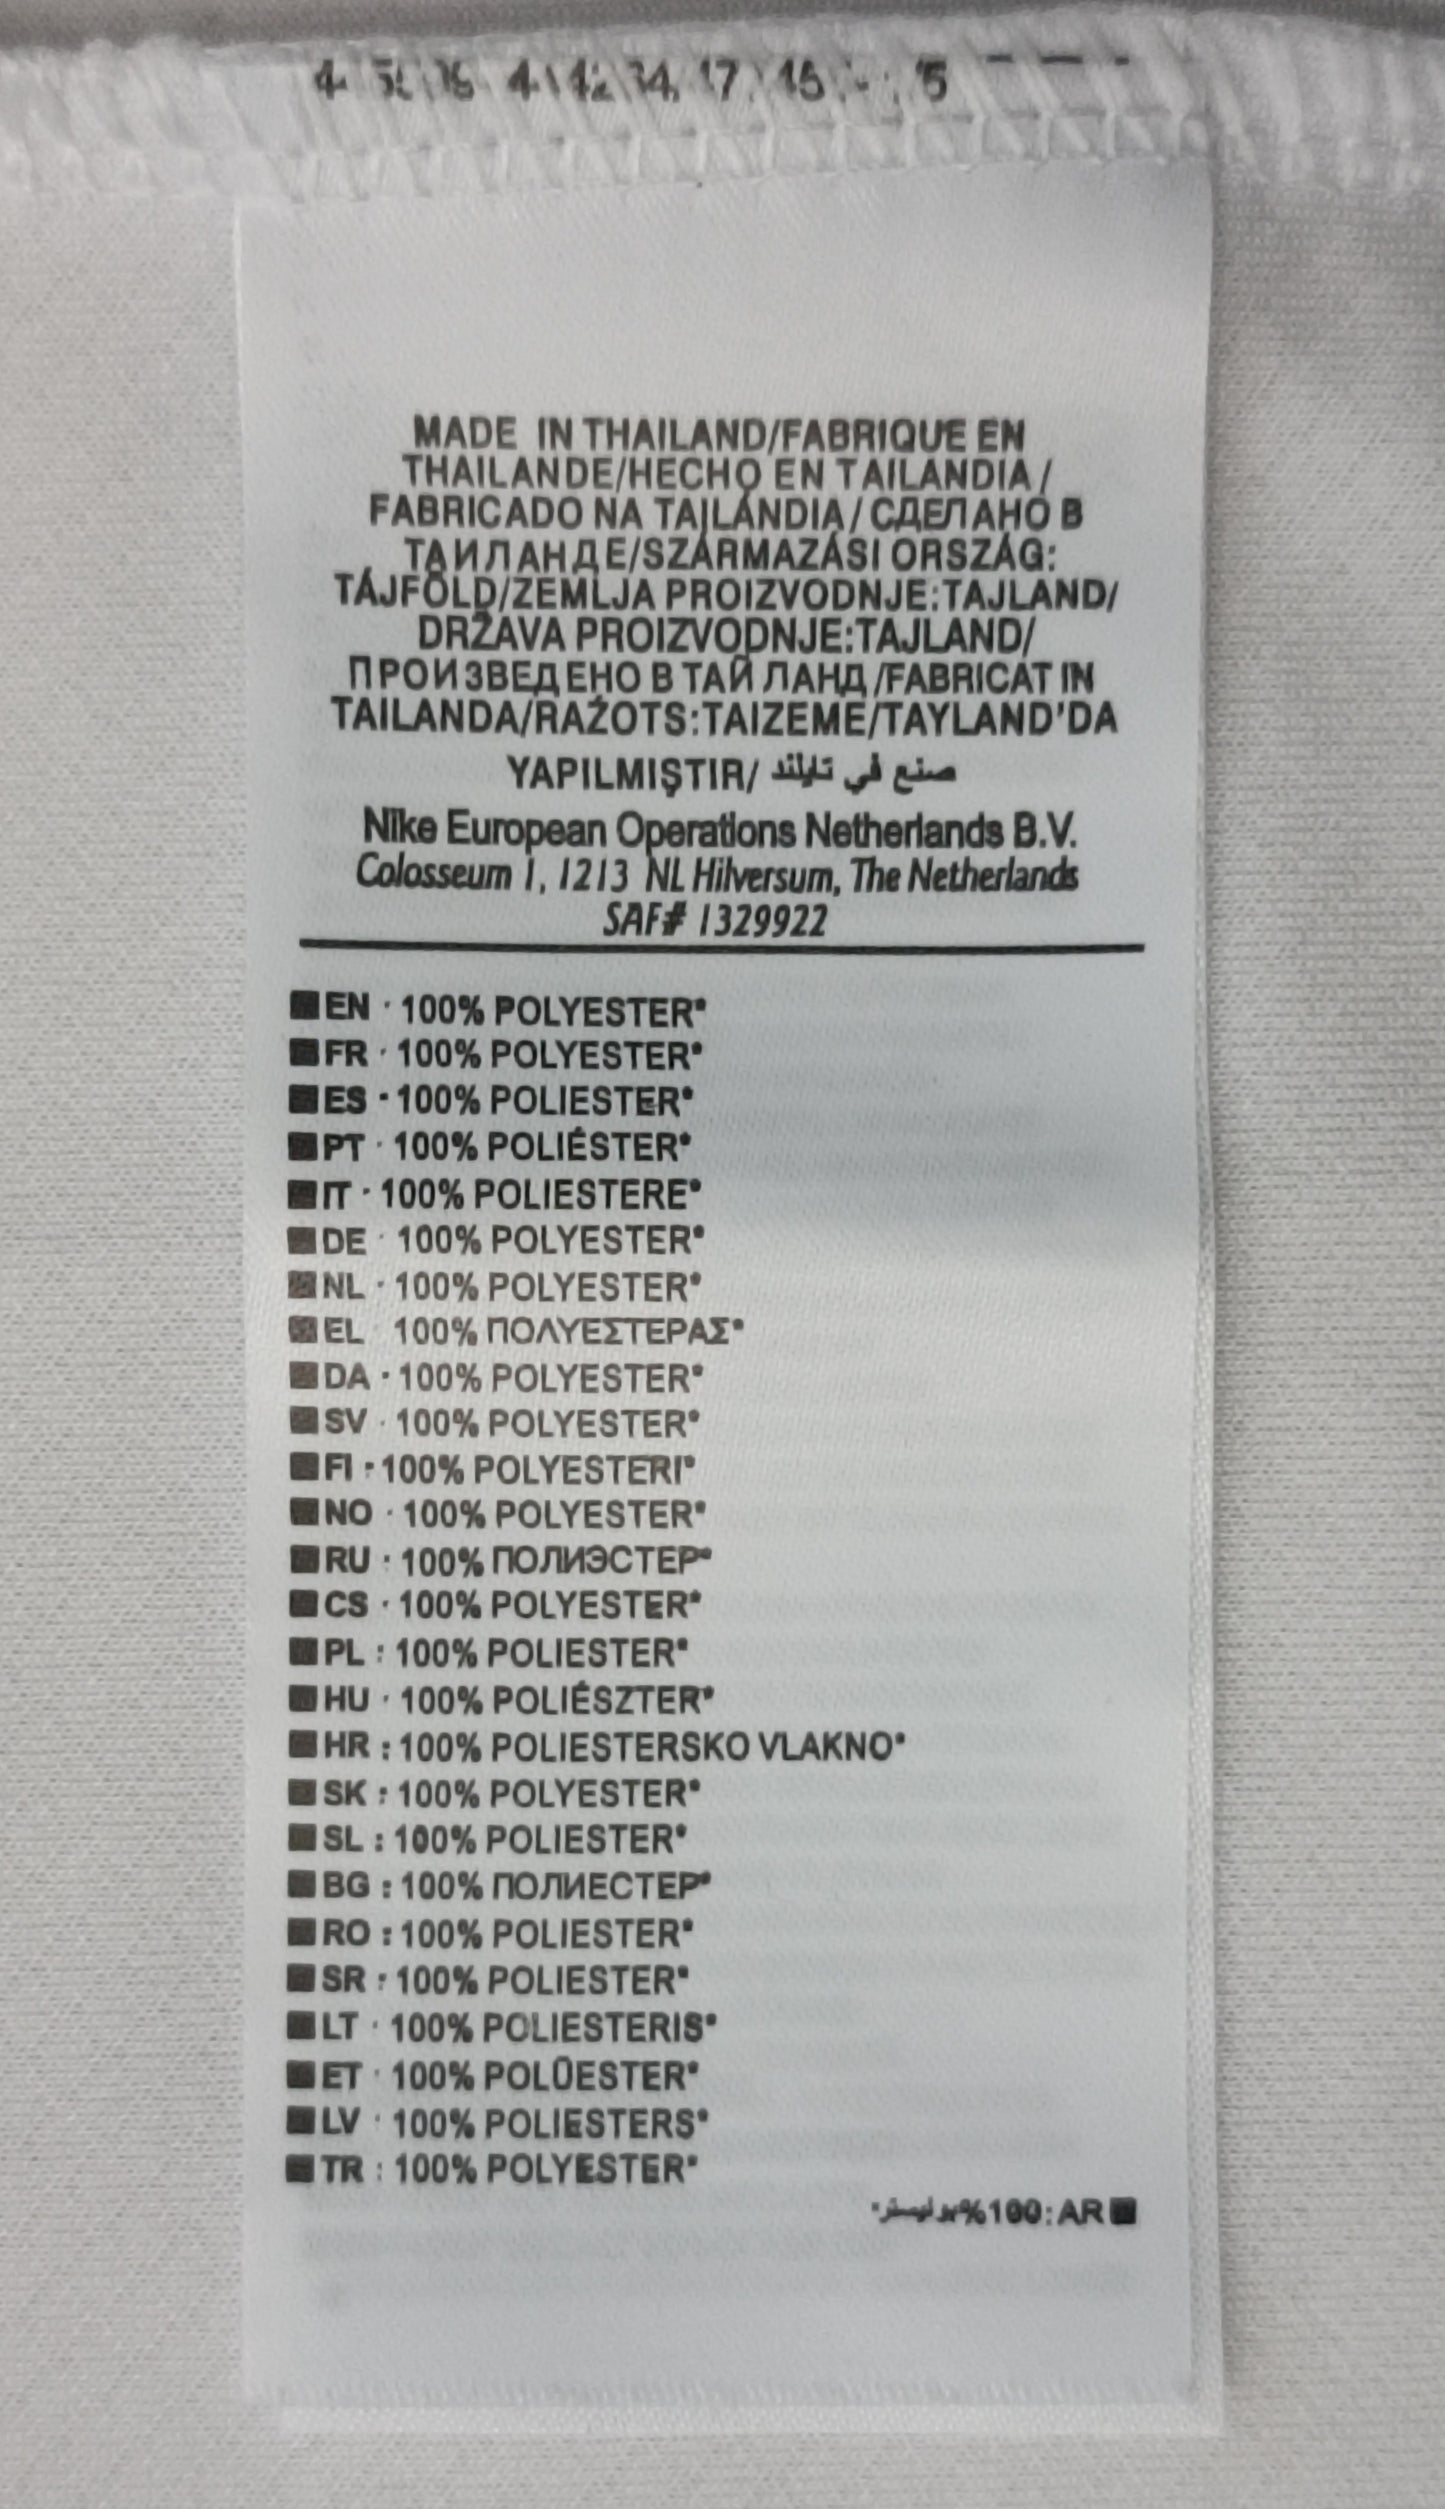 MADE IN THAILAND/FABRIQUE EN
THAILANDE/HECHO EN TAILANDIA/
FABRICADO NA TAILÁNDIA/СДЕЛАНО В
ТАИЛАНДЕ/SZÁRMAZÁSI ORSZÁG:
TÁJFÖLD/ZEMLJA PROIZVODNJE:TAJLAND/
DRŽAVA PROIZVODNJE:TAJLAND/
ПРОИЗВЕДЕНО В ТАЙЛАНД/FABRICAT IN
TAILANDA/RAŽOTS:TAIZEME/TAYLAND'DA
YAPILMIŞTIR/ صنع في تايلند
Nike European Operations Netherlands B.V.
Colosseum 1, 1213 NL Hilversum, The Netherlands
SAF# 1329922
EN · 100% POLYESTER*
FR · 100% POLYESTER*
ES · 100% POLIESTER*
PT · 100% POLIÉSTER*
IT · 100% POLIESTERE*
DE · 100% POLYESTER*
NL · 100% POLYESTER*
EL 100% ΠΟΛΥΕΣΤΕΡΑΣ*
DA · 100% POLYESTER*
SV · 100% POLYESTER*
FI · 100% POLYESTERI*
NO · 100% POLYESTER*
RU · 100% ПОЛИЭСТЕР*
CS · 100% POLYESTER*
PL : 100% POLIESTER*
HU · 100% POLIÉSZTER*
HR : 100% POLIESTERSKO VLAKNO*
SK : 100% POLYESTER*
SL : 100% POLIESTER*
BG : 100% ПОЛИЕСТЕР*
RO : 100% POLIESTER*
SR : 100% POLIESTER*
LT · 100% POLIESTERIS*
ET · 100% POLÜESTER*
LV · 100% POLIESTERS*
TR : 100% POLYESTER*
AR :100% بوليستر*